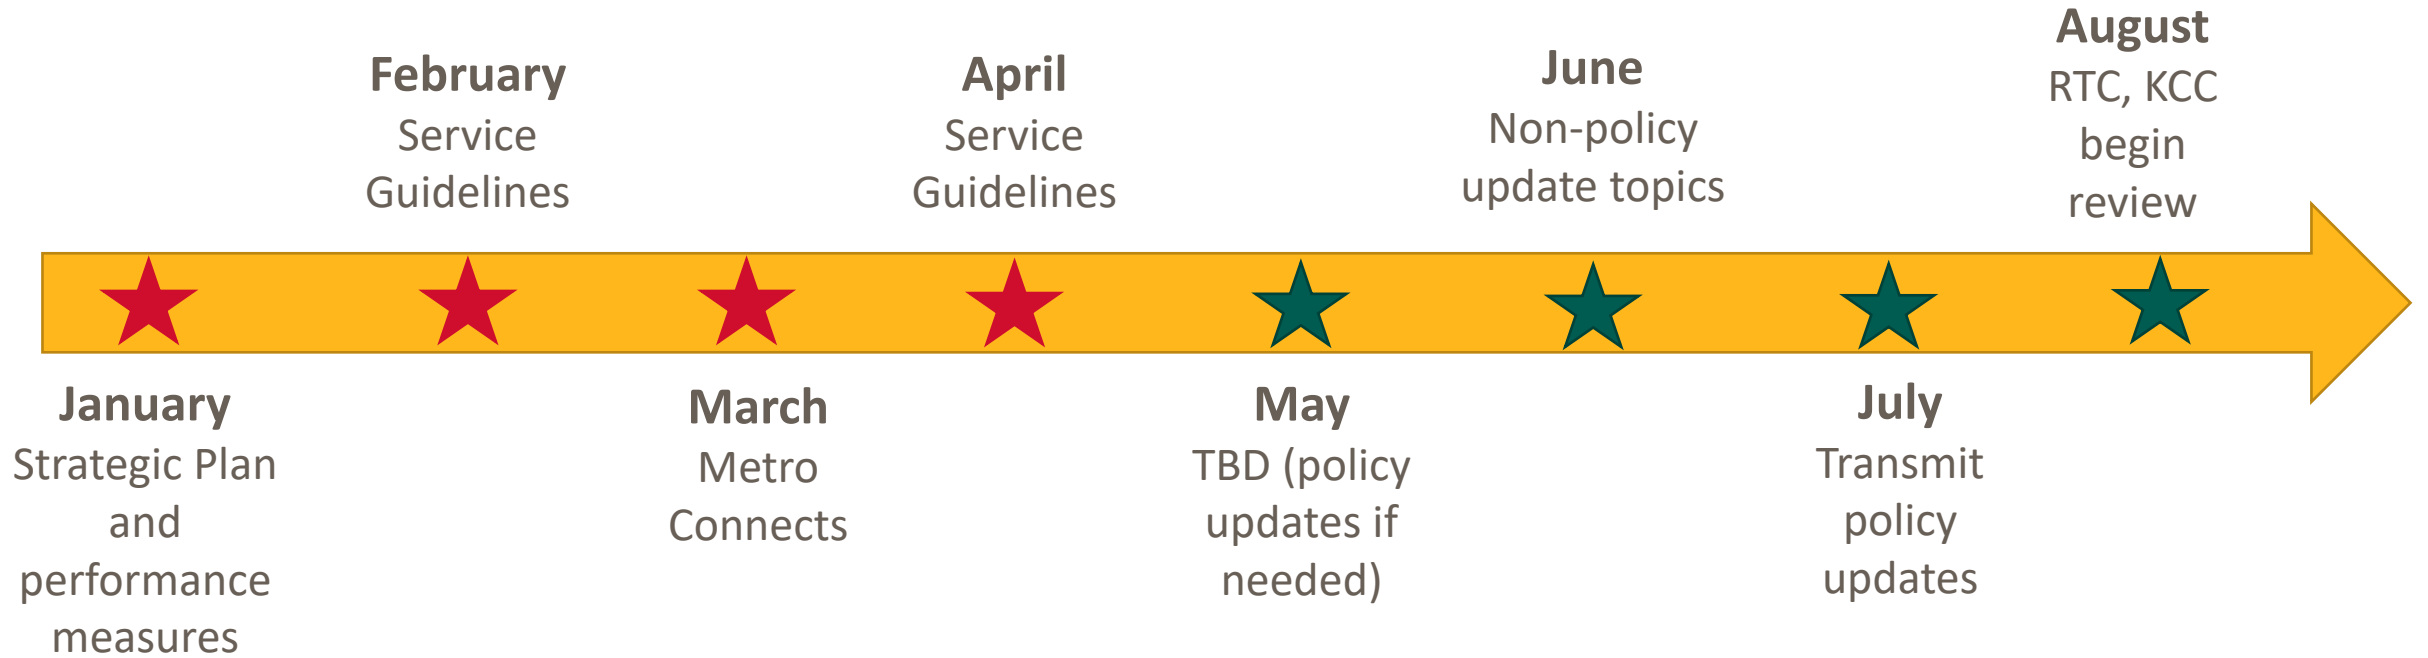 January
Strategic Plan
and
performance
measures
February
Service
Guidelines
March
Metro
Connects
April
Service
Guidelines
May
TBD (policy
updates if
needed)
June
Non-policy
update topics
July
Transmit
policy
updates
August
RTC, KCC
begin
review